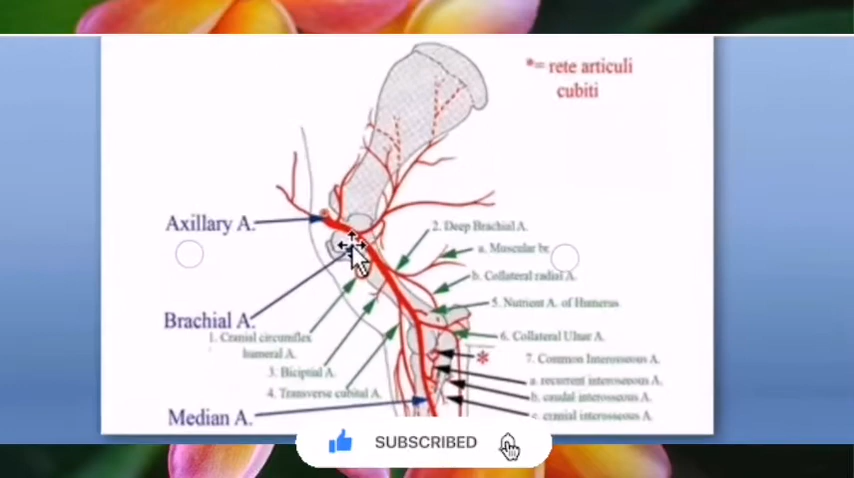 *= rete articuli
cubiti
Axillary A.
2. Deep Brachial A.
a. Muscular br.
b. Collateral radial A.
5. Nutrient A. of Humerus
Brachial A.
1. Cranial circumflex
humeral A.
6. Collateral Ulnar A.
*
7. Common Interosseous A.
3. Bicipital A.
a. recurrent interosseous A.
4. Transverse cubital A.
b. caudal interosseous A.
Median A.
c. cranial interosseous A.
SUBSCRIBED